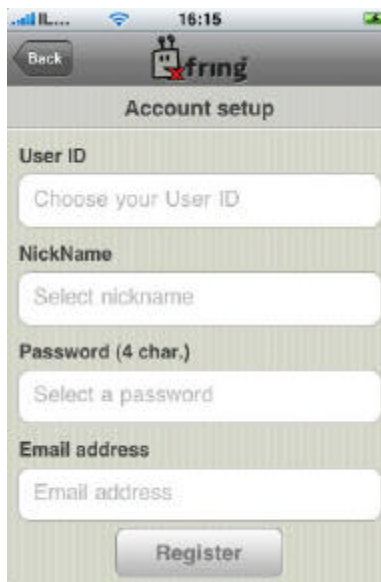 IL... 16:15
Back
fring
Account setup
User ID
Choose your User ID
NickName
Select nickname
Password (4 char.)
Select a password
Email address
Email address
Register